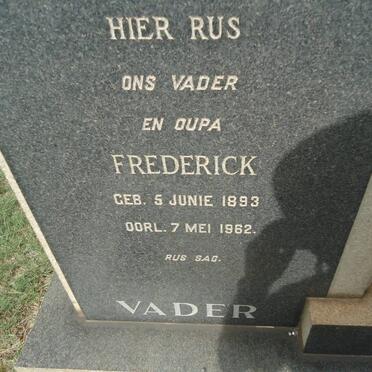 HIER RUS
ONS VADER
EN OUPA
FREDERICK
GEB. 5 JUNIE 1893
OORL. 7 MEI 1962.
RUS SAG.
VADER